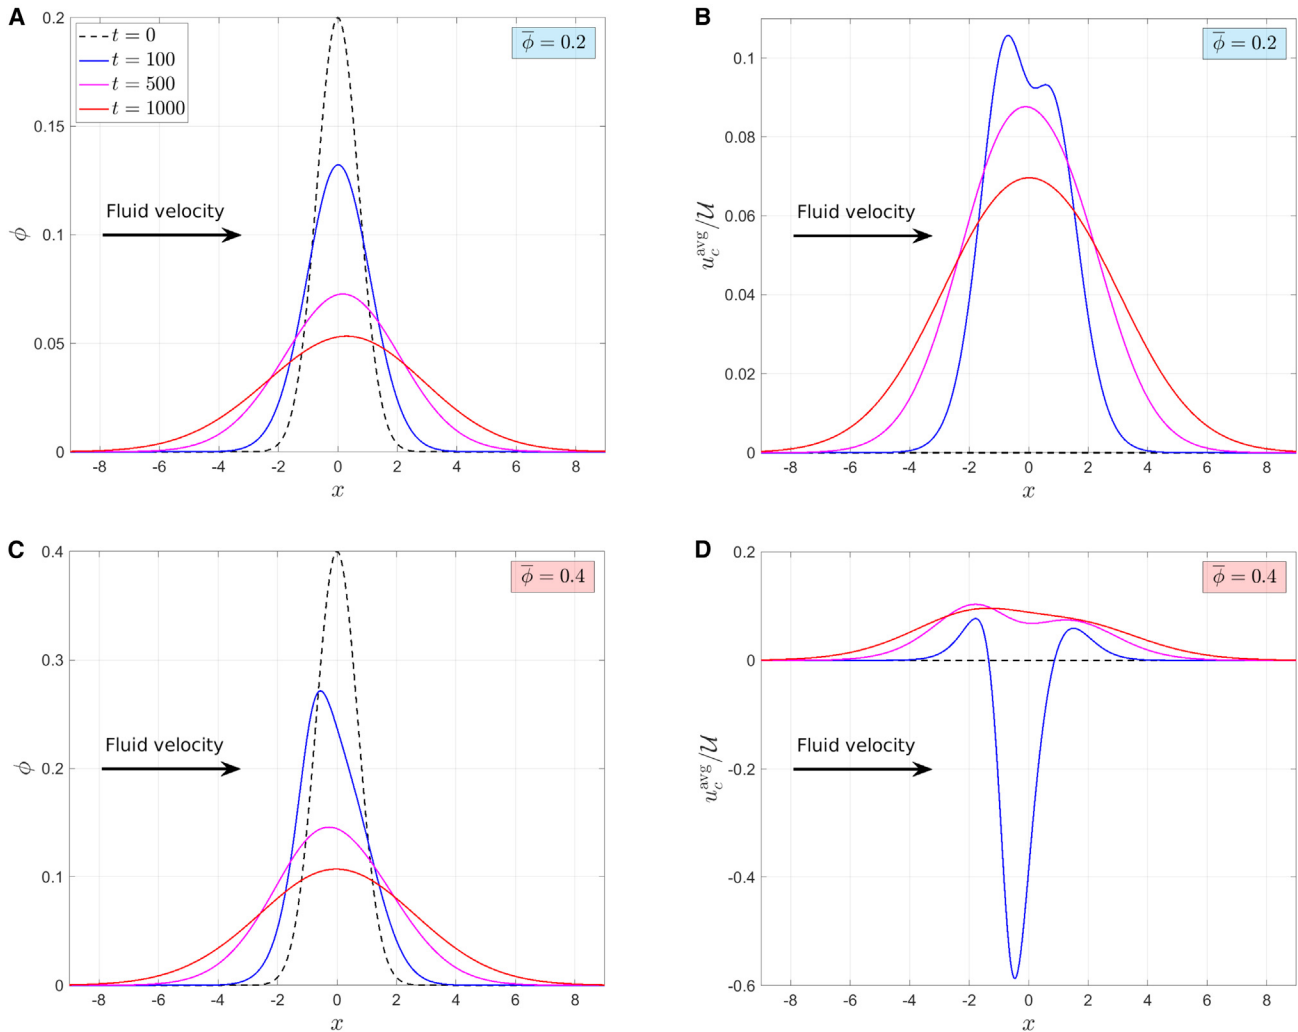 A
0.2
0.15
0.1
0.05
0
-8 -6 -4 -2 0 2 4 6 8
x
ϕ
t = 0
t = 100
t = 500
t = 1000
ϕ̅ = 0.2
Fluid velocity
B
0.1
0.08
0.06
0.04
0.02
0
-8 -6 -4 -2 0 2 4 6 8
x
u_c^avg/𝒰
ϕ̅ = 0.2
Fluid velocity
C
0.4
0.3
0.2
0.1
0
-8 -6 -4 -2 0 2 4 6 8
x
ϕ
ϕ̅ = 0.4
Fluid velocity
D
0.2
0
-0.2
-0.4
-0.6
-8 -6 -4 -2 0 2 4 6 8
x
u_c^avg/𝒰
ϕ̅ = 0.4
Fluid velocity